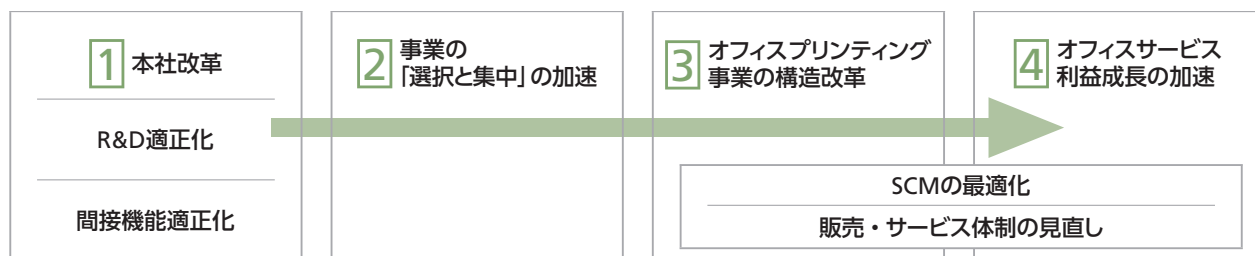 1 本社改革
R&D適正化
間接機能適正化
2 事業の
「選択と集中」の加速
3 オフィスプリンティング
事業の構造改革
4 オフィスサービス
利益成長の加速
SCMの最適化
販売・サービス体制の見直し